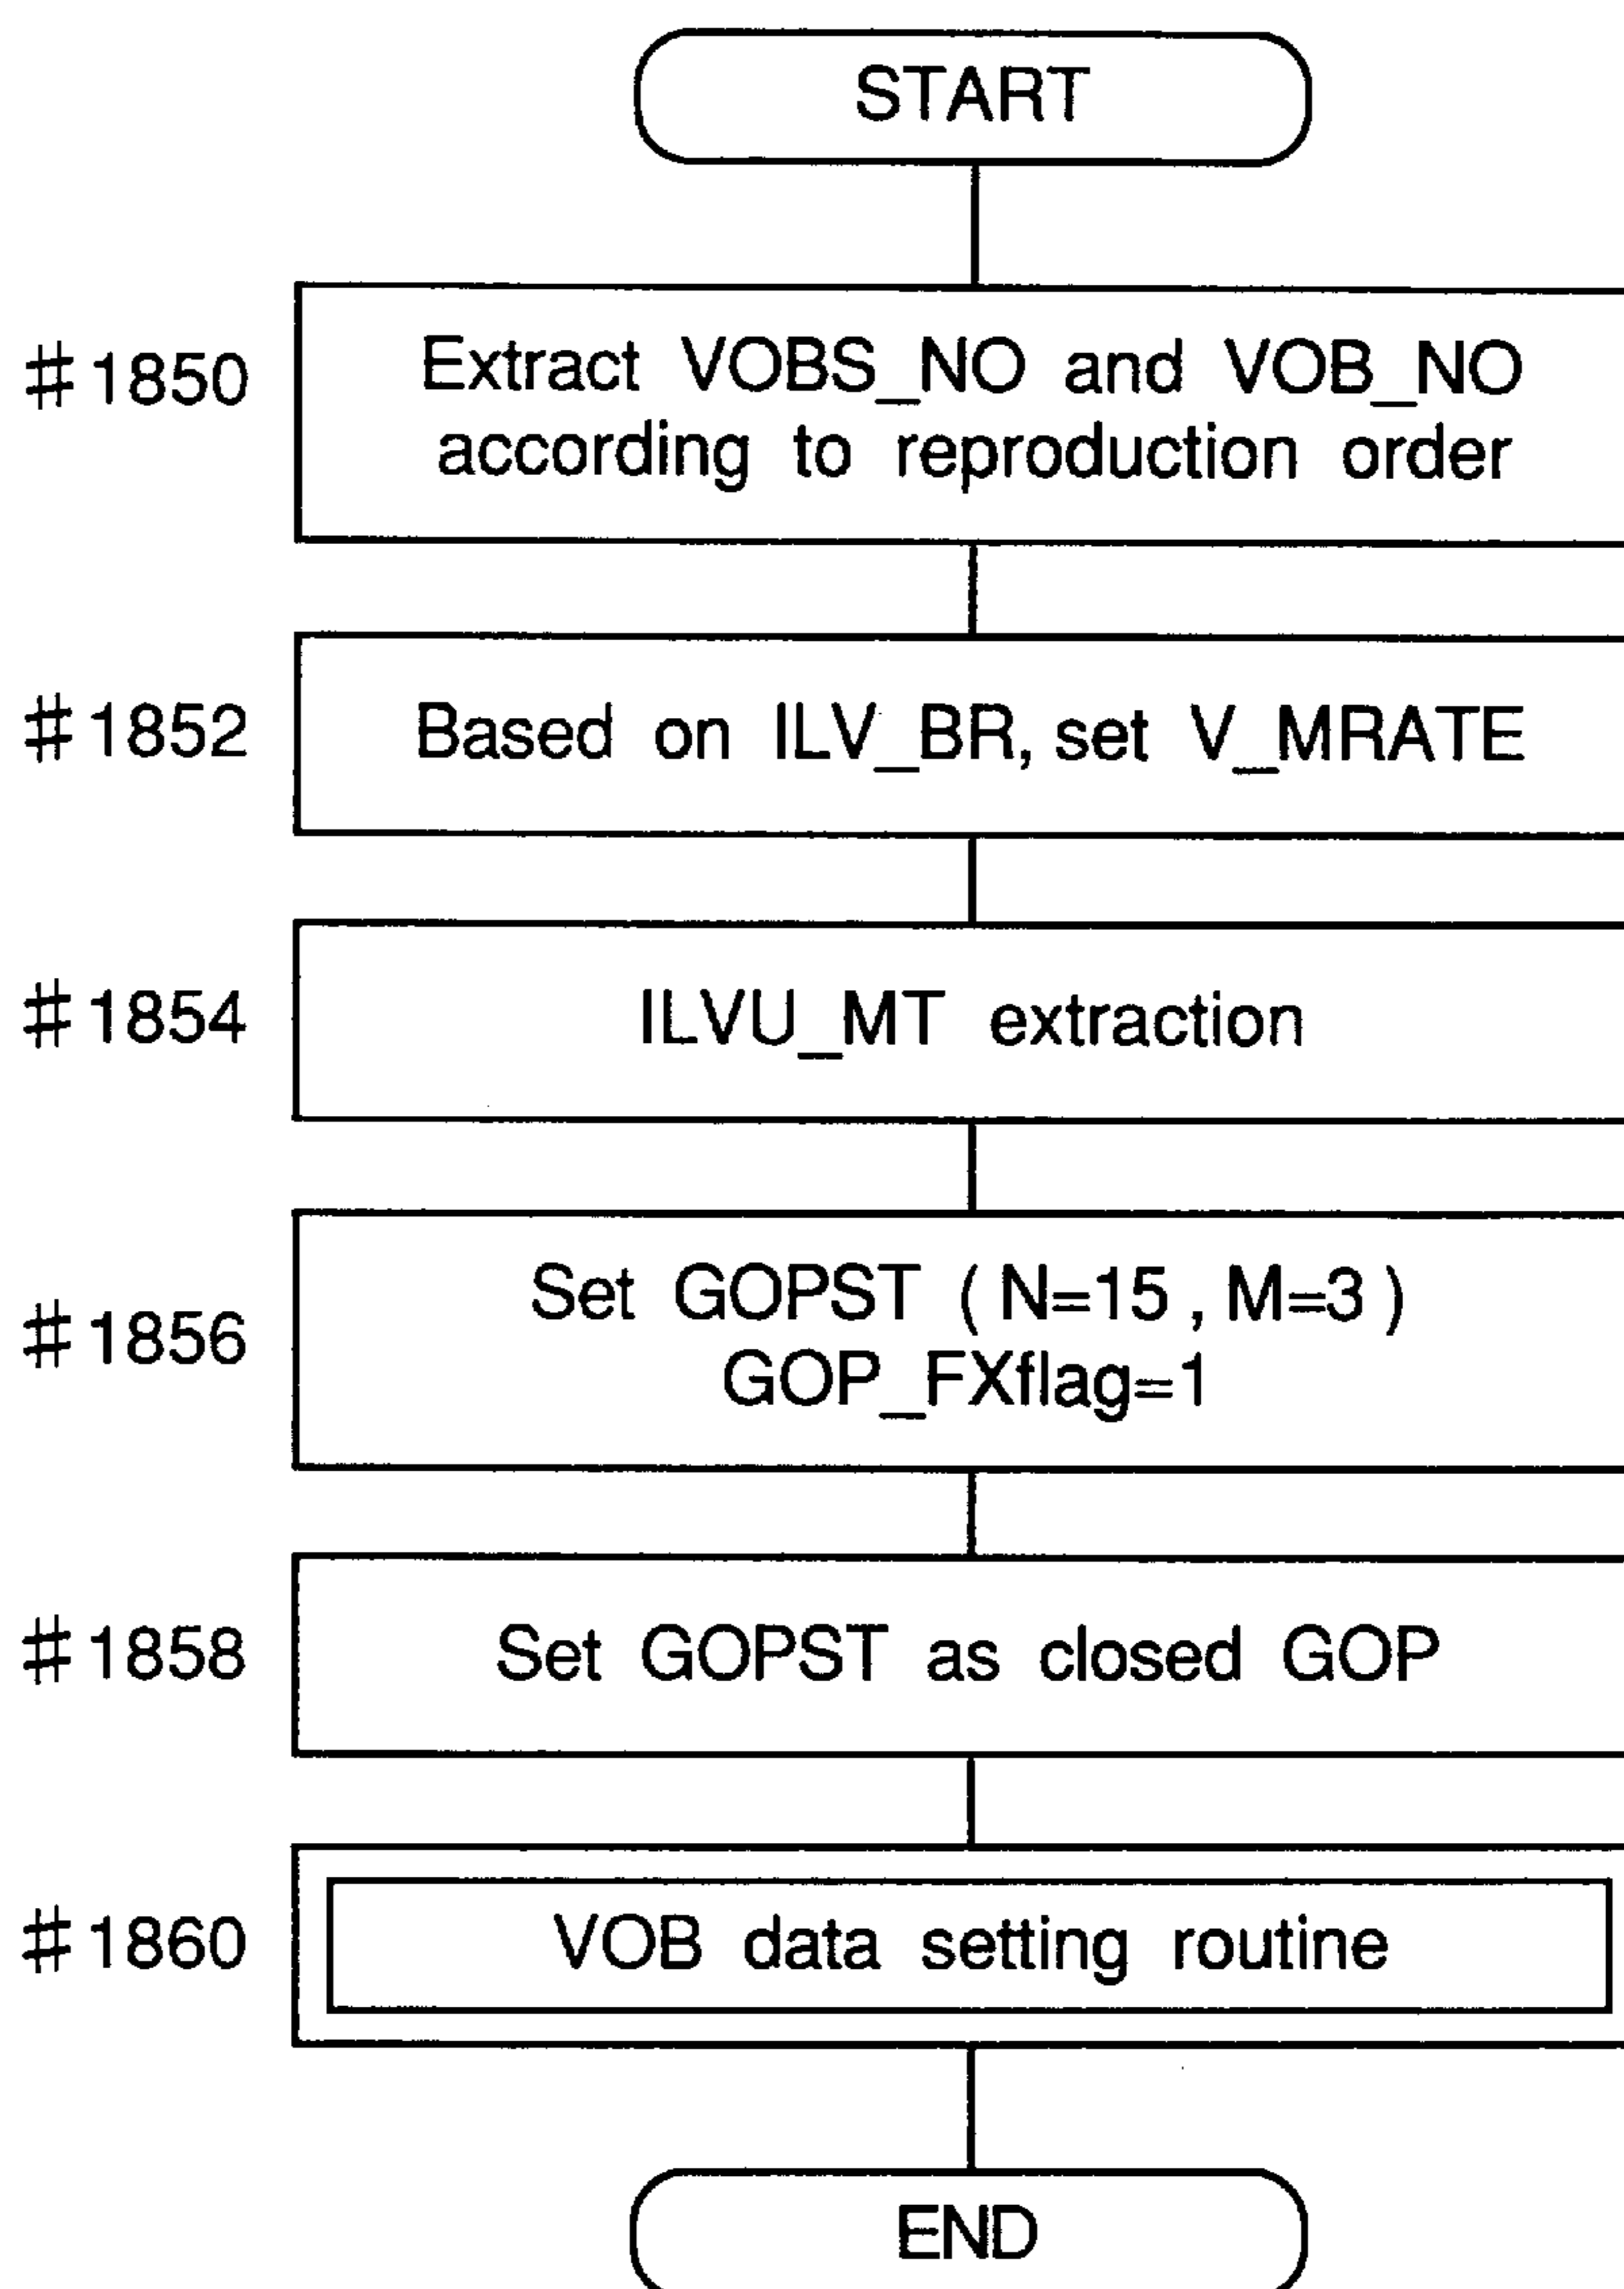 START
#1850
Extract VOBS_NO and VOB_NO
according to reproduction order
#1852
Based on ILV_BR, set V_MRATE
#1854
ILVU_MT extraction
#1856
Set GOPST ( N=15 , M=3 )
GOP_FXflag=1
#1858
Set GOPST as closed GOP
#1860
VOB data setting routine
END